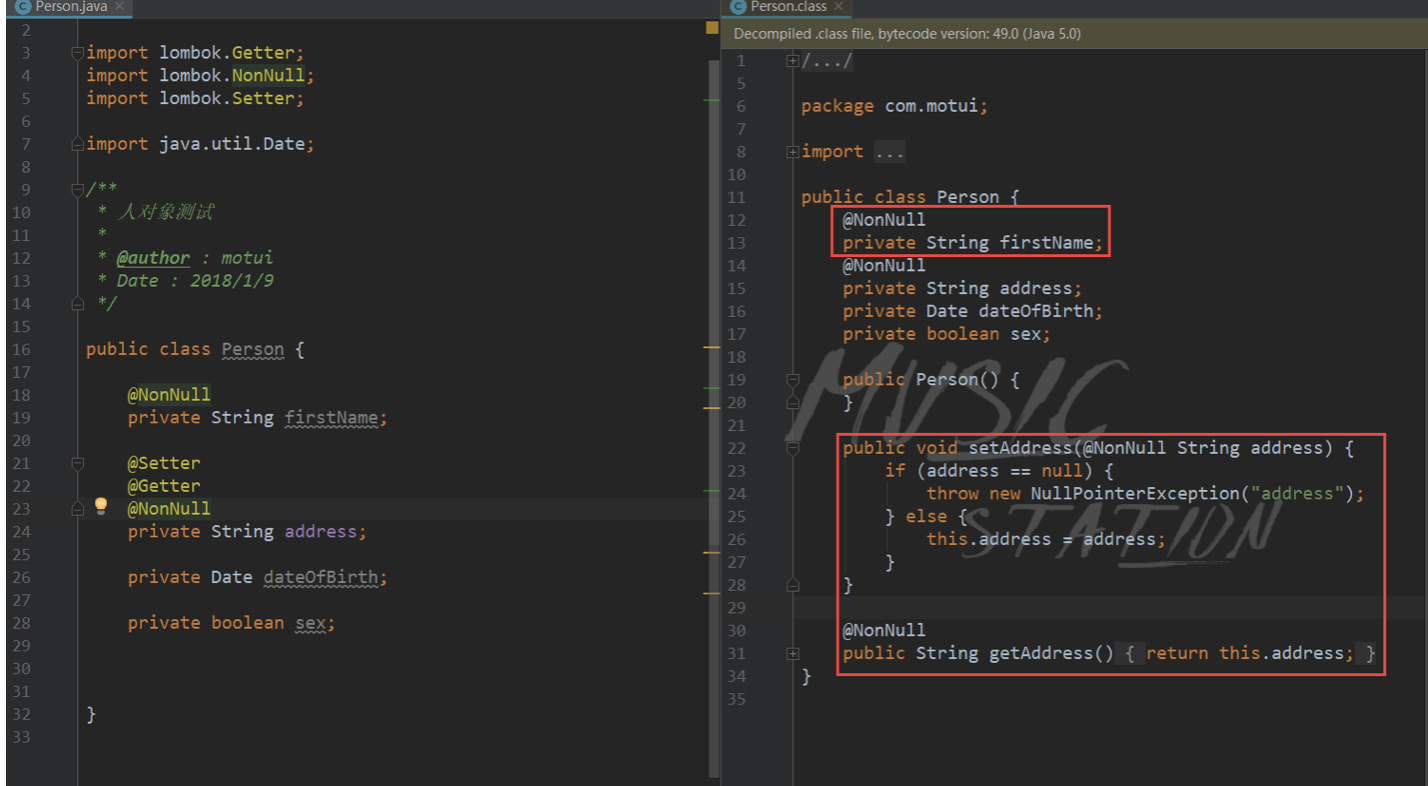 Person.java
2
3 import lombok.Getter;
4 import lombok.NonNull;
5 import lombok.Setter;
6
7 import java.util.Date;
8
9 /**
10 * 人对象测试
11 *
12 * @author : motui
13 * Date : 2018/1/9
14 */
15
16 public class Person {
17
18 @NonNull
19 private String firstName;
20
21 @Setter
22 @Getter
23 @NonNull
24 private String address;
25
26 private Date dateOfBirth;
27
28 private boolean sex;
29
30
31
32 }
33
Person.class
Decompiled .class file, bytecode version: 49.0 (Java 5.0)
1 /.../
5
6 package com.motui;
7
8 import ...
10
11 public class Person {
12 @NonNull
13 private String firstName;
14 @NonNull
15 private String address;
16 private Date dateOfBirth;
17 private boolean sex;
18
19 public Person() {
20 }
21
22 public void setAddress(@NonNull String address) {
23 if (address == null) {
24 throw new NullPointerException("address");
25 } else {
26 this.address = address;
27 }
28 }
29
30 @NonNull
31 public String getAddress() { return this.address; }
34 }
35
MUSIC
STATION